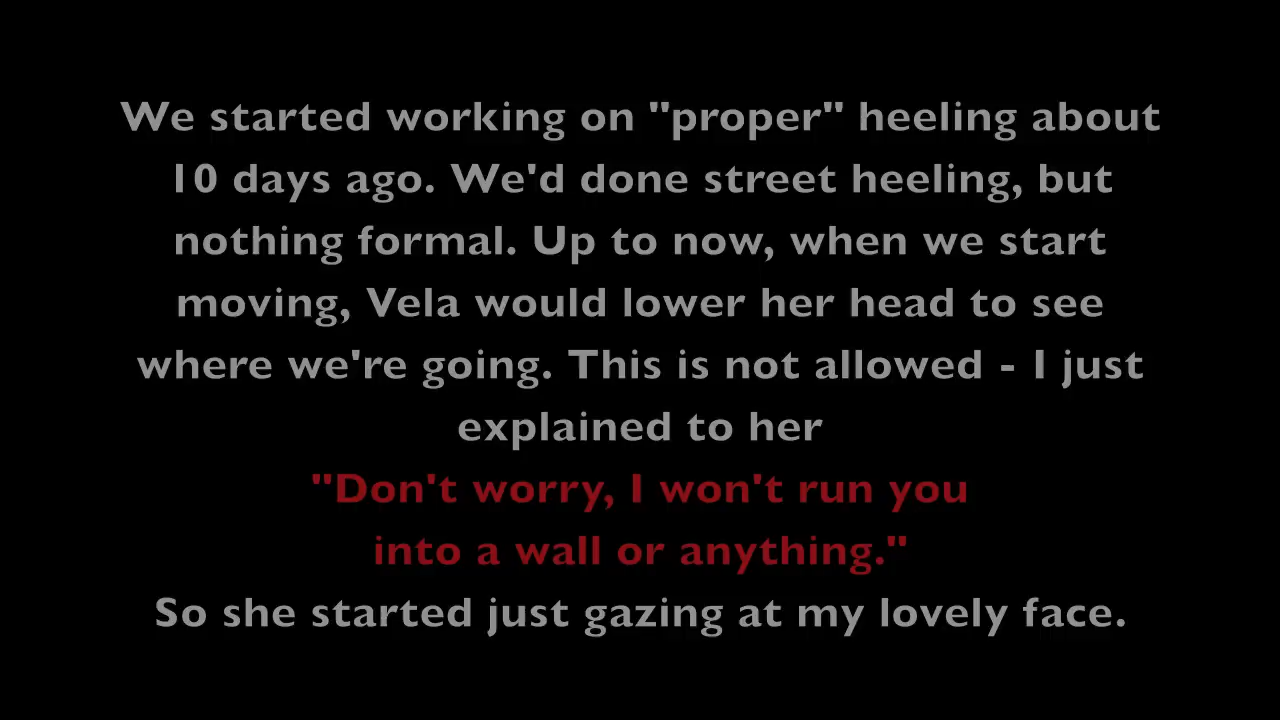 We started working on "proper" heeling about
10 days ago. We'd done street heeling, but
nothing formal. Up to now, when we start
moving, Vela would lower her head to see
where we're going. This is not allowed - I just
explained to her
"Don't worry, I won't run you
into a wall or anything."
So she started just gazing at my lovely face.